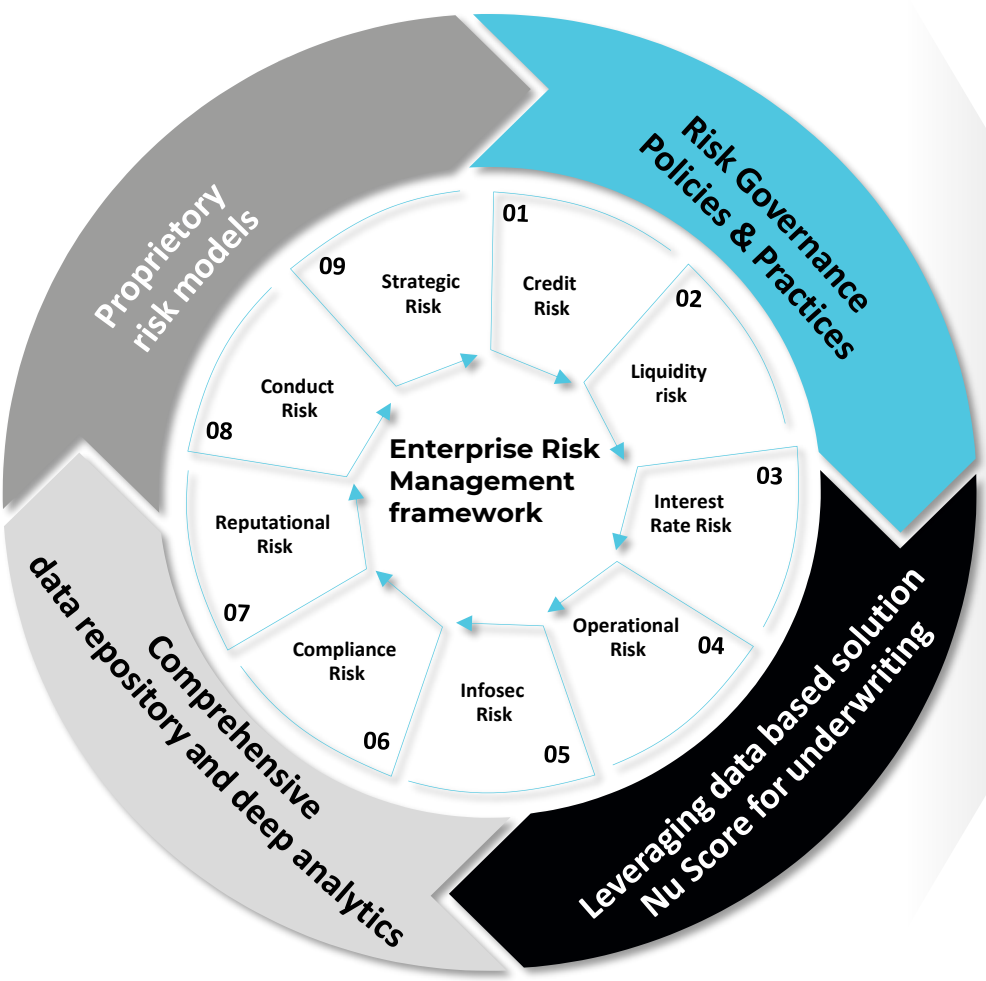 Risk Governance
Policies & Practices
Leveraging data based solution
Nu Score for underwriting
Comprehensive
data repository and deep analytics
Proprietory
risk models
Enterprise Risk
Management
framework
01
Credit
Risk
02
Liquidity
risk
03
Interest
Rate Risk
04
Operational
Risk
05
Infosec
Risk
06
Compliance
Risk
07
Reputational
Risk
08
Conduct
Risk
09
Strategic
Risk